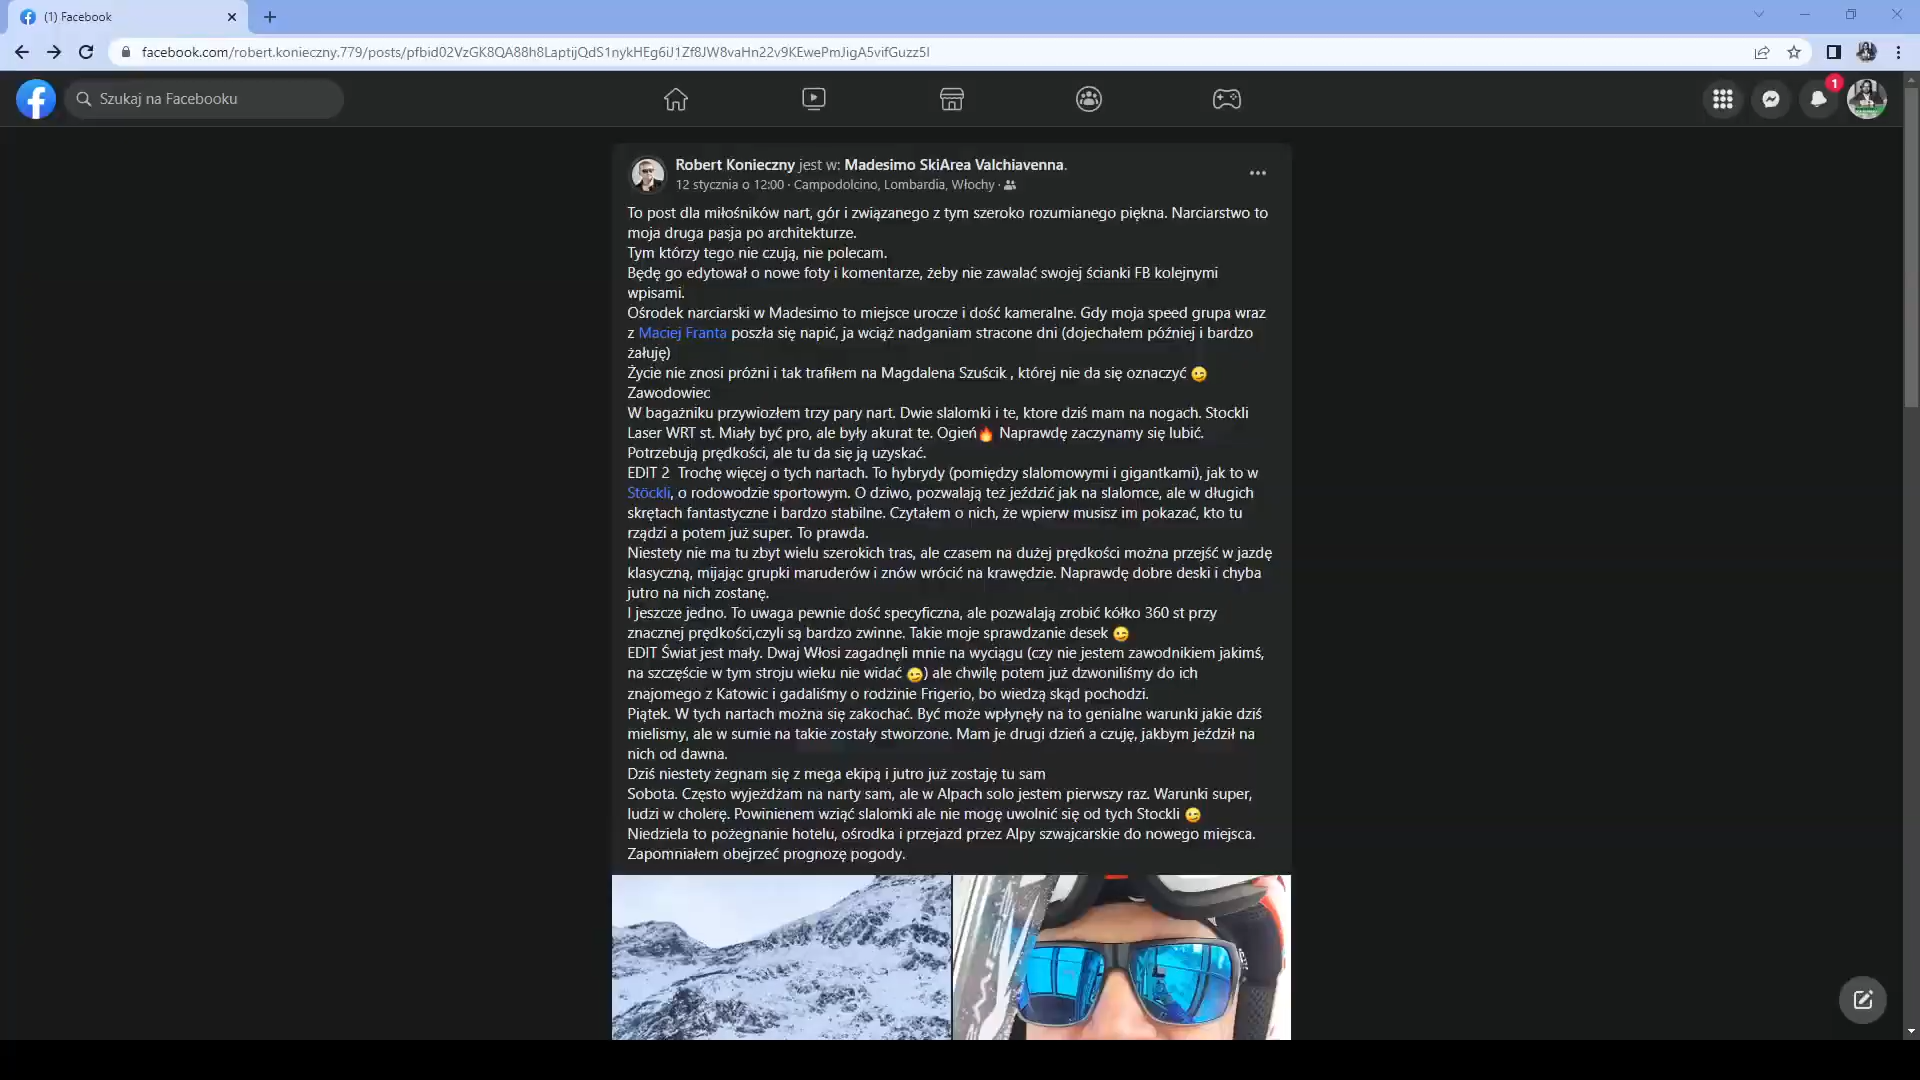 (1) Facebook
facebook.com/robert.konieczny.779/posts/pfbid02VzGK8QA88h8LaptijQdS1nykHEg6iJ1Zf8JW8vaHn22v9KEwePmJigA5vifGuzz5l
Szukaj na Facebooku
1
Robert Konieczny jest w: Madesimo SkiArea Valchiavenna.
12 stycznia o 12:00 · Campodolcino, Lombardia, Włochy ·
To post dla miłośników nart, gór i związanego z tym szeroko rozumianego piękna. Narciarstwo to
moja druga pasja po architekturze.
Tym którzy tego nie czują, nie polecam.
Będę go edytował o nowe foty i komentarze, żeby nie zawalać swojej ścianki FB kolejnymi
wpisami.
Ośrodek narciarski w Madesimo to miejsce urocze i dość kameralne. Gdy moja speed grupa wraz
z Maciej Franta poszła się napić, ja wciąż nadganiam stracone dni (dojechałem później i bardzo
żałuję)
Życie nie znosi próżni i tak trafiłem na Magdalena Szuścik , której nie da się oznaczyć 😉
Zawodowiec
W bagażniku przywiozłem trzy pary nart. Dwie slalomki i te, ktore dziś mam na nogach. Stockli
Laser WRT st. Miały być pro, ale były akurat te. Ogień🔥 Naprawdę zaczynamy się lubić.
Potrzebują prędkości, ale tu da się ją uzyskać.
EDIT 2  Trochę więcej o tych nartach. To hybrydy (pomiędzy slalomowymi i gigantkami), jak to w
Stöckli, o rodowodzie sportowym. O dziwo, pozwalają też jeździć jak na slalomce, ale w długich
skrętach fantastyczne i bardzo stabilne. Czytałem o nich, że wpierw musisz im pokazać, kto tu
rządzi a potem już super. To prawda.
Niestety nie ma tu zbyt wielu szerokich tras, ale czasem na dużej prędkości można przejść w jazdę
klasyczną, mijając grupki maruderów i znów wrócić na krawędzie. Naprawdę dobre deski i chyba
jutro na nich zostanę.
I jeszcze jedno. To uwaga pewnie dość specyficzna, ale pozwalają zrobić kółko 360 st przy
znacznej prędkości,czyli są bardzo zwinne. Takie moje sprawdzanie desek 😉
EDIT Świat jest mały. Dwaj Włosi zagadnęli mnie na wyciągu (czy nie jestem zawodnikiem jakimś,
na szczęście w tym stroju wieku nie widać 😉) ale chwilę potem już dzwoniliśmy do ich
znajomego z Katowic i gadaliśmy o rodzinie Frigerio, bo wiedzą skąd pochodzi.
Piątek. W tych nartach można się zakochać. Być może wpłynęły na to genialne warunki jakie dziś
mielismy, ale w sumie na takie zostały stworzone. Mam je drugi dzień a czuję, jakbym jeździł na
nich od dawna.
Dziś niestety żegnam się z mega ekipą i jutro już zostaję tu sam
Sobota. Często wyjeżdżam na narty sam, ale w Alpach solo jestem pierwszy raz. Warunki super,
ludzi w cholerę. Powinienem wziąć slalomki ale nie mogę uwolnić się od tych Stockli 😉
Niedziela to pożegnanie hotelu, ośrodka i przejazd przez Alpy szwajcarskie do nowego miejsca.
Zapomniałem obejrzeć prognozę pogody.